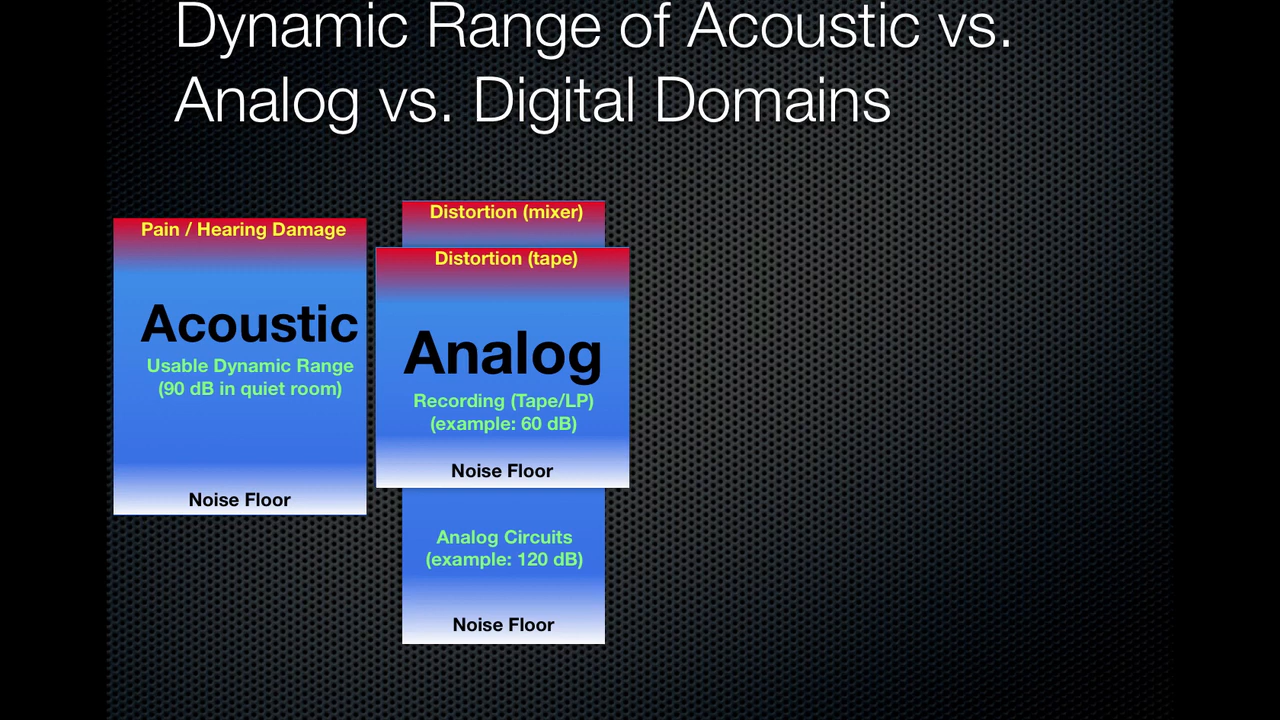 Dynamic Range of Acoustic vs.
Analog vs. Digital Domains
Pain / Hearing Damage
Acoustic
Usable Dynamic Range
(90 dB in quiet room)
Noise Floor
Distortion (mixer)
Distortion (tape)
Analog
Recording (Tape/LP)
(example: 60 dB)
Noise Floor
Analog Circuits
(example: 120 dB)
Noise Floor